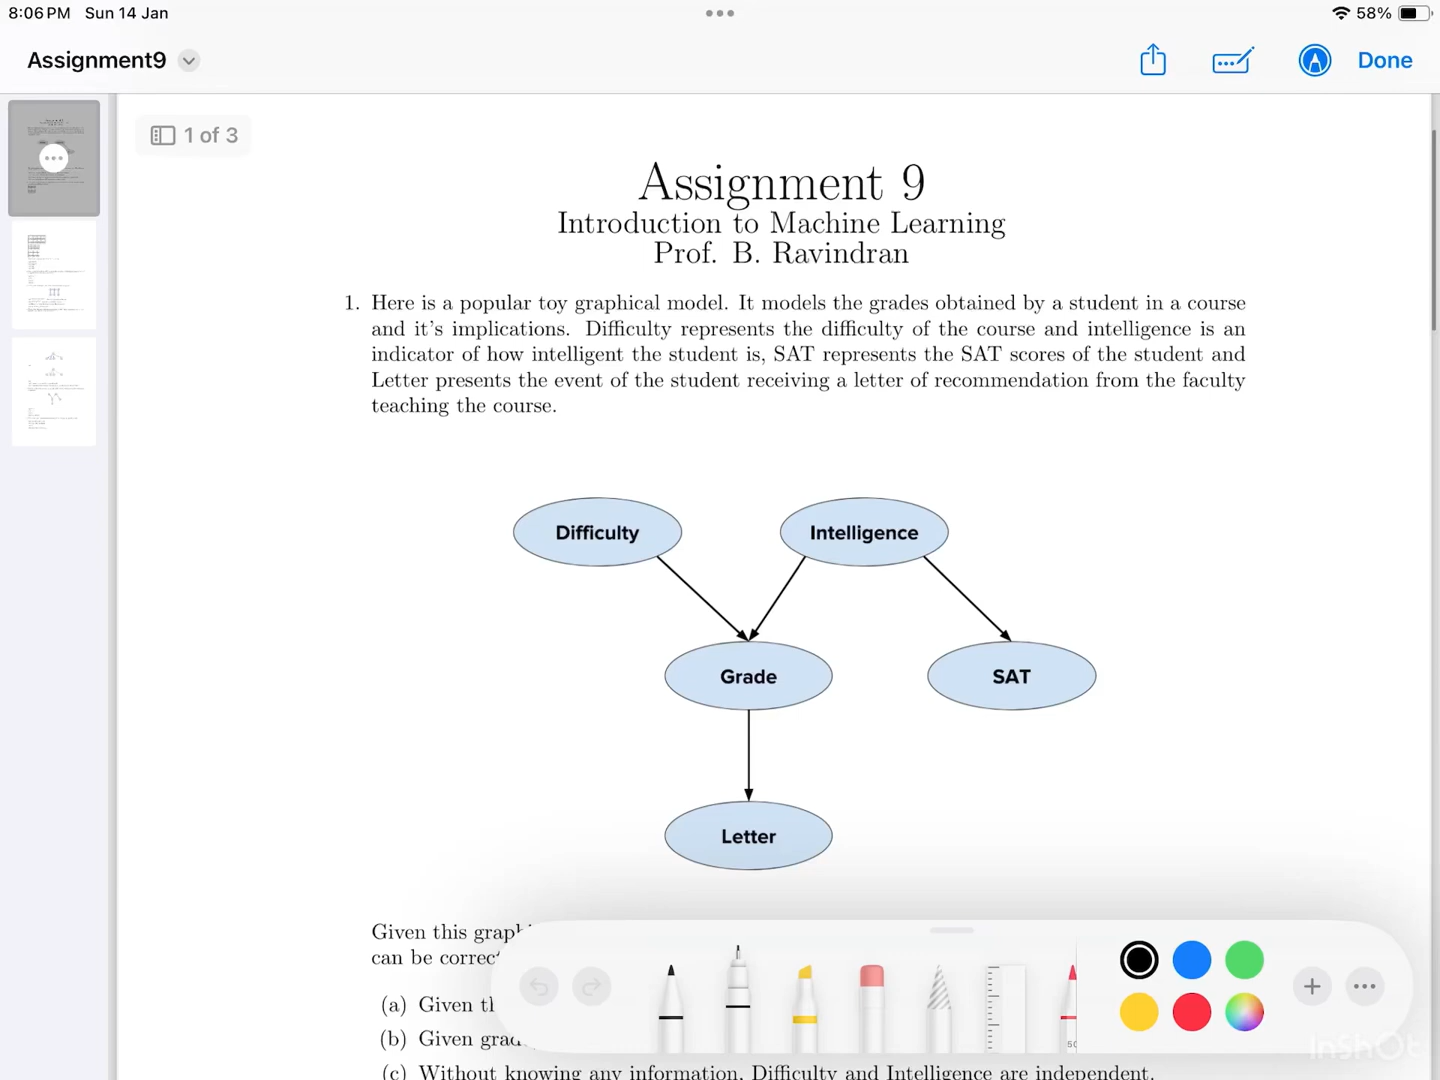 8:06 PM Sun 14 Jan
58%
Assignment9
Done
1 of 3
Assignment 9
Introduction to Machine Learning
Prof. B. Ravindran
1. Here is a popular toy graphical model. It models the grades obtained by a student in a course
and it's implications. Difficulty represents the difficulty of the course and intelligence is an
indicator of how intelligent the student is, SAT represents the SAT scores of the student and
Letter presents the event of the student receiving a letter of recommendation from the faculty
teaching the course.
Difficulty
Intelligence
Grade
SAT
Letter
Given this
can be
(a) Given
(b) Given
(c) Without knowing any information, Difficulty and Intelligence are independent.
50
InShOt